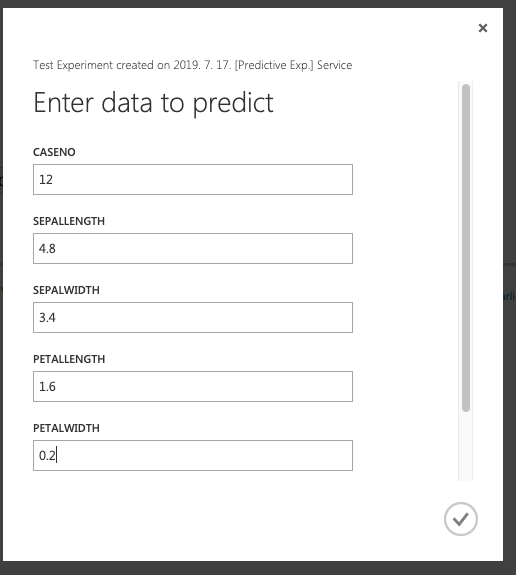 Test Experiment created on 2019. 7. 17. [Predictive Exp.] Service
Enter data to predict
CASENO
12
SEPALLENGTH
4.8
SEPALWIDTH
3.4
PETALLENGTH
1.6
PETALWIDTH
0.2